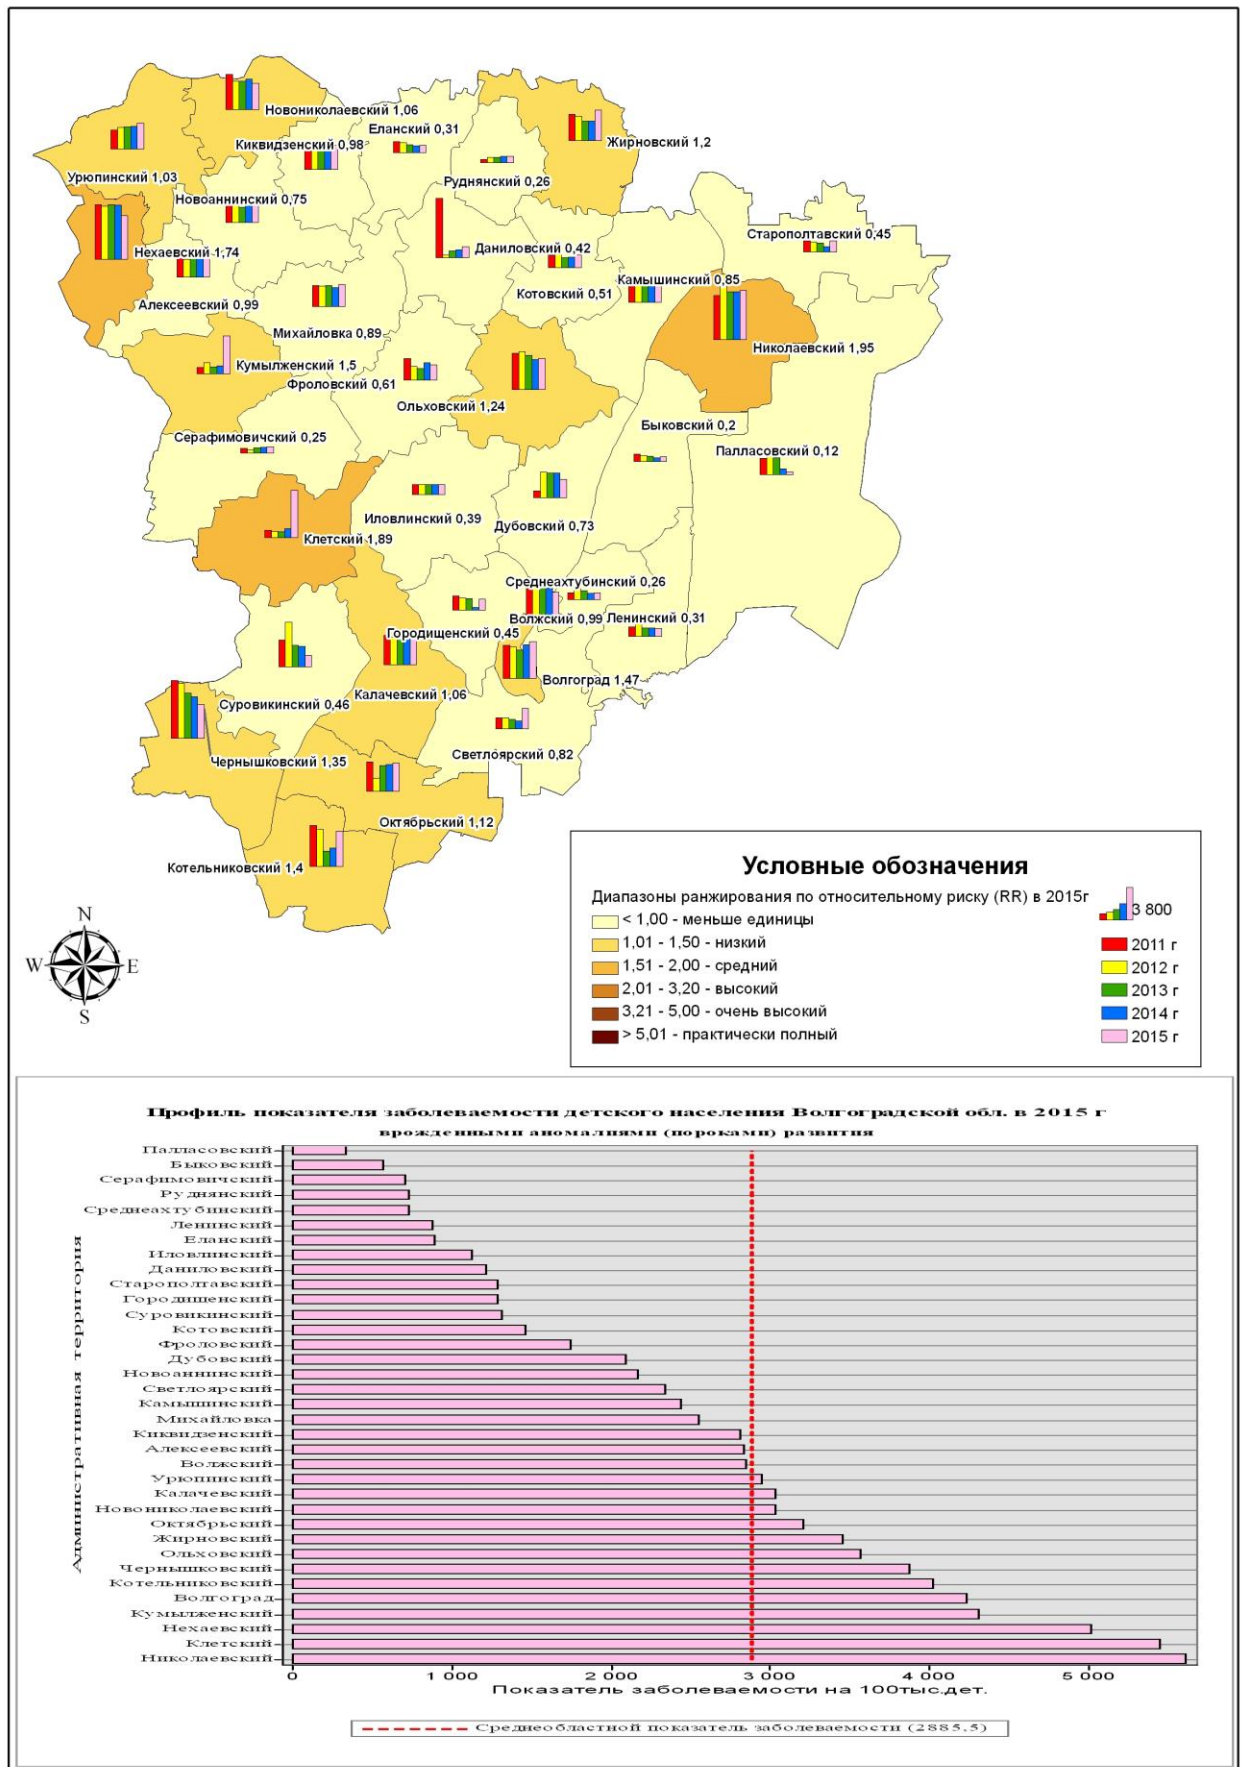 Новониколаевский 1,06
Еланский 0,31
Киквидзенский 0,98
Жирновский 1,2
Урюпинский 1,03
Руднянский 0,26
Новоаннинский 0,75
Старополтавский 0,45
Нехаевский 1,74
Даниловский 0,42
Камышинский 0,85
Котовский 0,51
Алексеевский 0,99
Михайловка 0,89
Николаевский 1,95
Кумылженский 1,5
Фроловский 0,61
Ольховский 1,24
Быковский 0,2
Серафимовичский 0,25
Палласовский 0,12
Иловлинский 0,39
Дубовский 0,73
Клетский 1,89
Среднеахтубинский 0,26
Волжский 0,99
Ленинский 0,31
Городищенский 0,45
Волгоград 1,47
Калачевский 1,06
Суровикинский 0,46
Светлоярский 0,82
Чернышковский 1,35
Октябрьский 1,12
Котельниковский 1,4
N
W E
S
Условные обозначения
Диапазоны ранжирования по относительному риску (RR) в 2015г
< 1,00 - меньше единицы
1,01 - 1,50 - низкий
1,51 - 2,00 - средний
2,01 - 3,20 - высокий
3,21 - 5,00 - очень высокий
> 5,01 - практически полный
3 800
2011 г
2012 г
2013 г
2014 г
2015 г
Профиль показателя заболеваемости детского населения Волгоградской обл. в 2015 г
врожденными аномалиями (пороками) развития
Административная территория
Палласовский
Быковский
Серафимовичский
Руднянский
Среднеахтубинский
Ленинский
Еланский
Иловлинский
Даниловский
Старополтавский
Городищенский
Суровикинский
Котовский
Фроловский
Дубовский
Новоаннинский
Светлоярский
Камышинский
Михайловка
Киквидзенский
Алексеевский
Волжский
Урюпинский
Калачевский
Новониколаевский
Октябрьский
Жирновский
Ольховский
Чернышковский
Котельниковский
Волгоград
Кумылженский
Нехаевский
Клетский
Николаевский
0 1 000 2 000 3 000 4 000 5 000
Показатель заболеваемости на 100тыс.дет.
Среднеобластной показатель заболеваемости (2885,5)